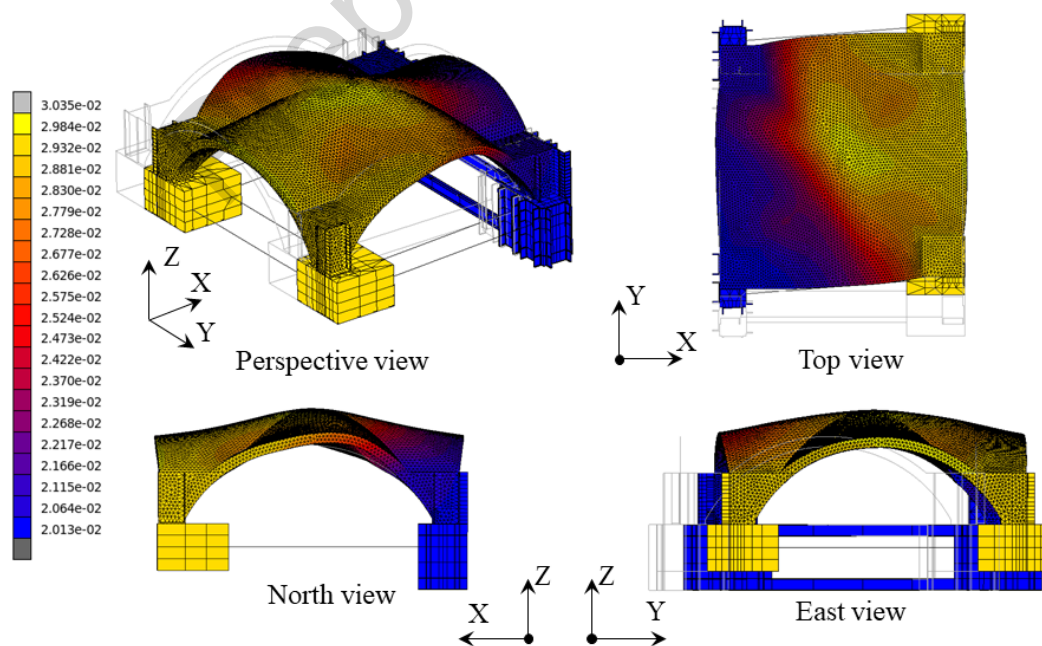 3.035e-02
2.984e-02
2.932e-02
2.881e-02
2.830e-02
2.779e-02
2.728e-02
2.677e-02
2.626e-02
2.575e-02
2.524e-02
2.473e-02
2.422e-02
2.370e-02
2.319e-02
2.268e-02
2.217e-02
2.166e-02
2.115e-02
2.064e-02
2.013e-02
Z
X
Y
Perspective view
Y
X
Top view
North view
Z
X
Z
Y
East view